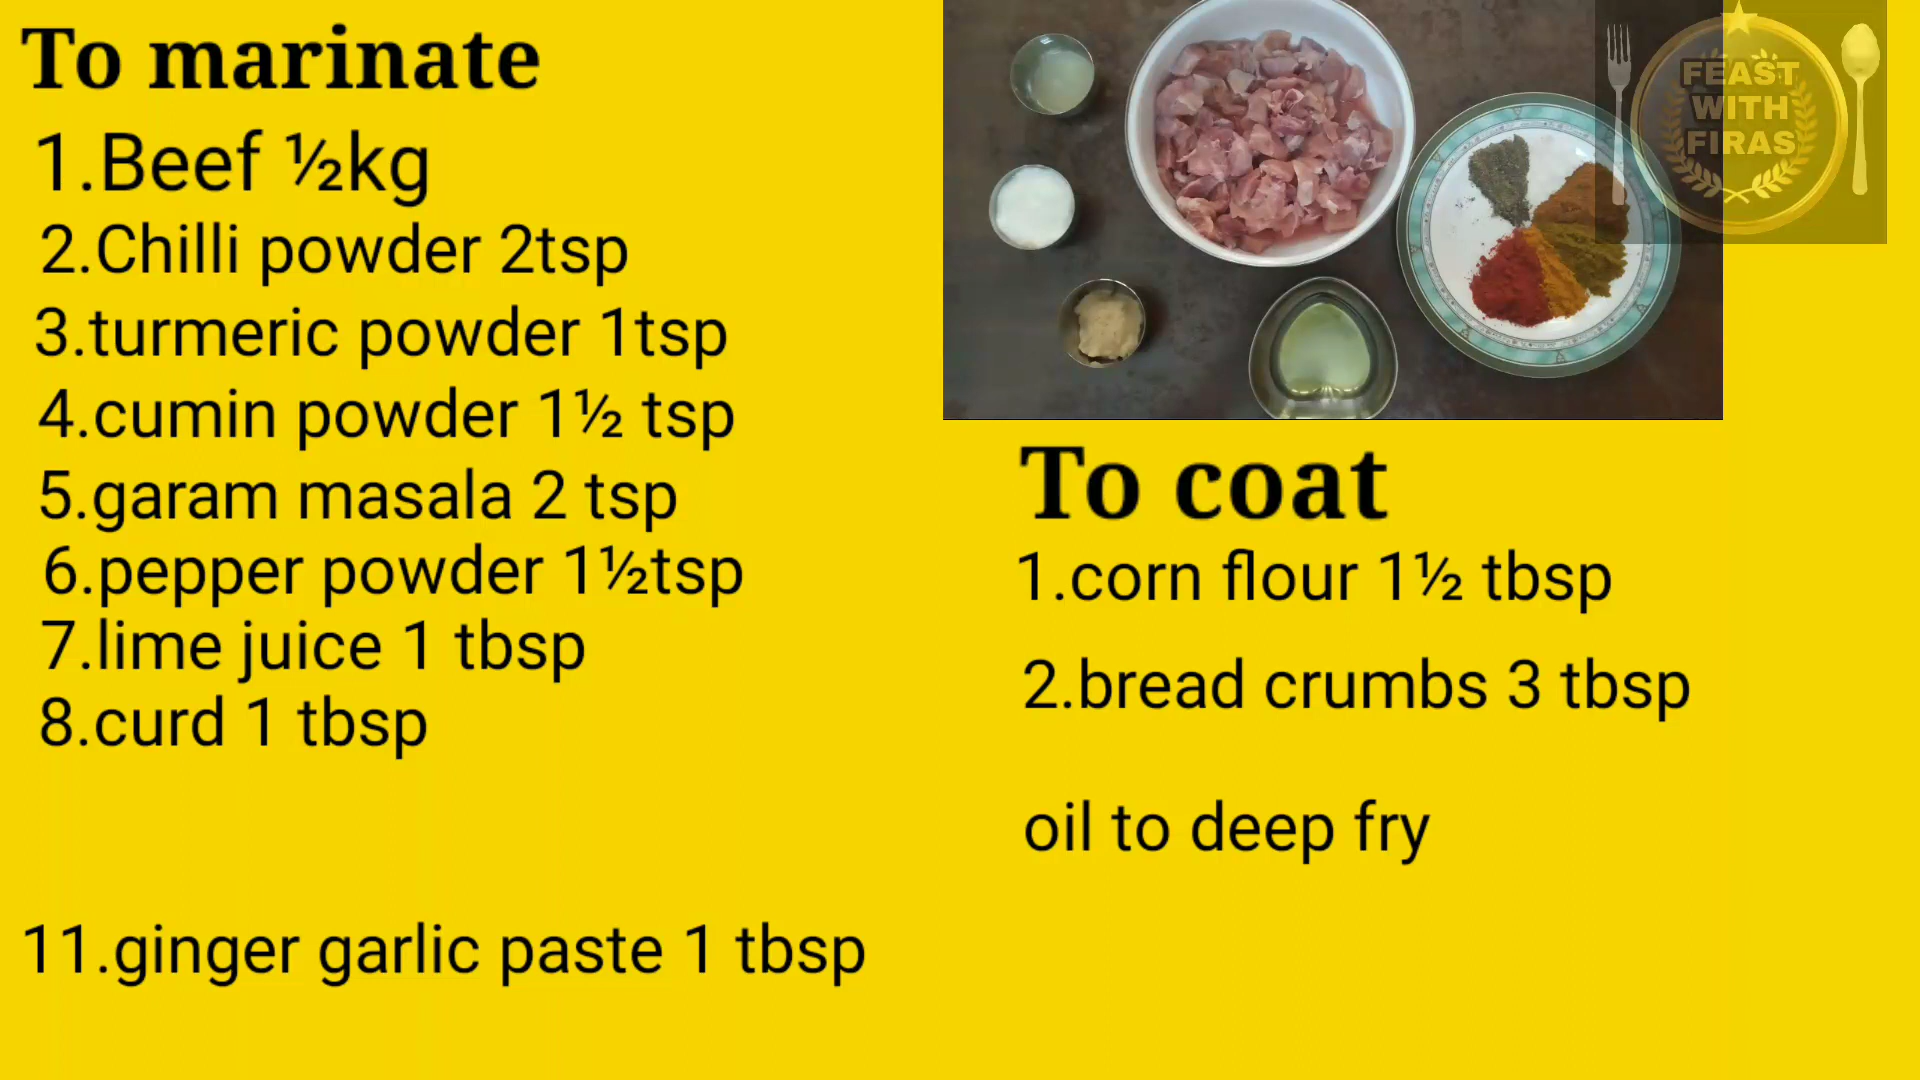 To marinate
1.Beef ½kg
2.Chilli powder 2tsp
3.turmeric powder 1tsp
4.cumin powder 1½ tsp
5.garam masala 2 tsp
6.pepper powder 1½tsp
7.lime juice 1 tbsp
8.curd 1 tbsp
11.ginger garlic paste 1 tbsp
FEAST
WITH
FIRAS
To coat
1.corn flour 1½ tbsp
2.bread crumbs 3 tbsp
oil to deep fry